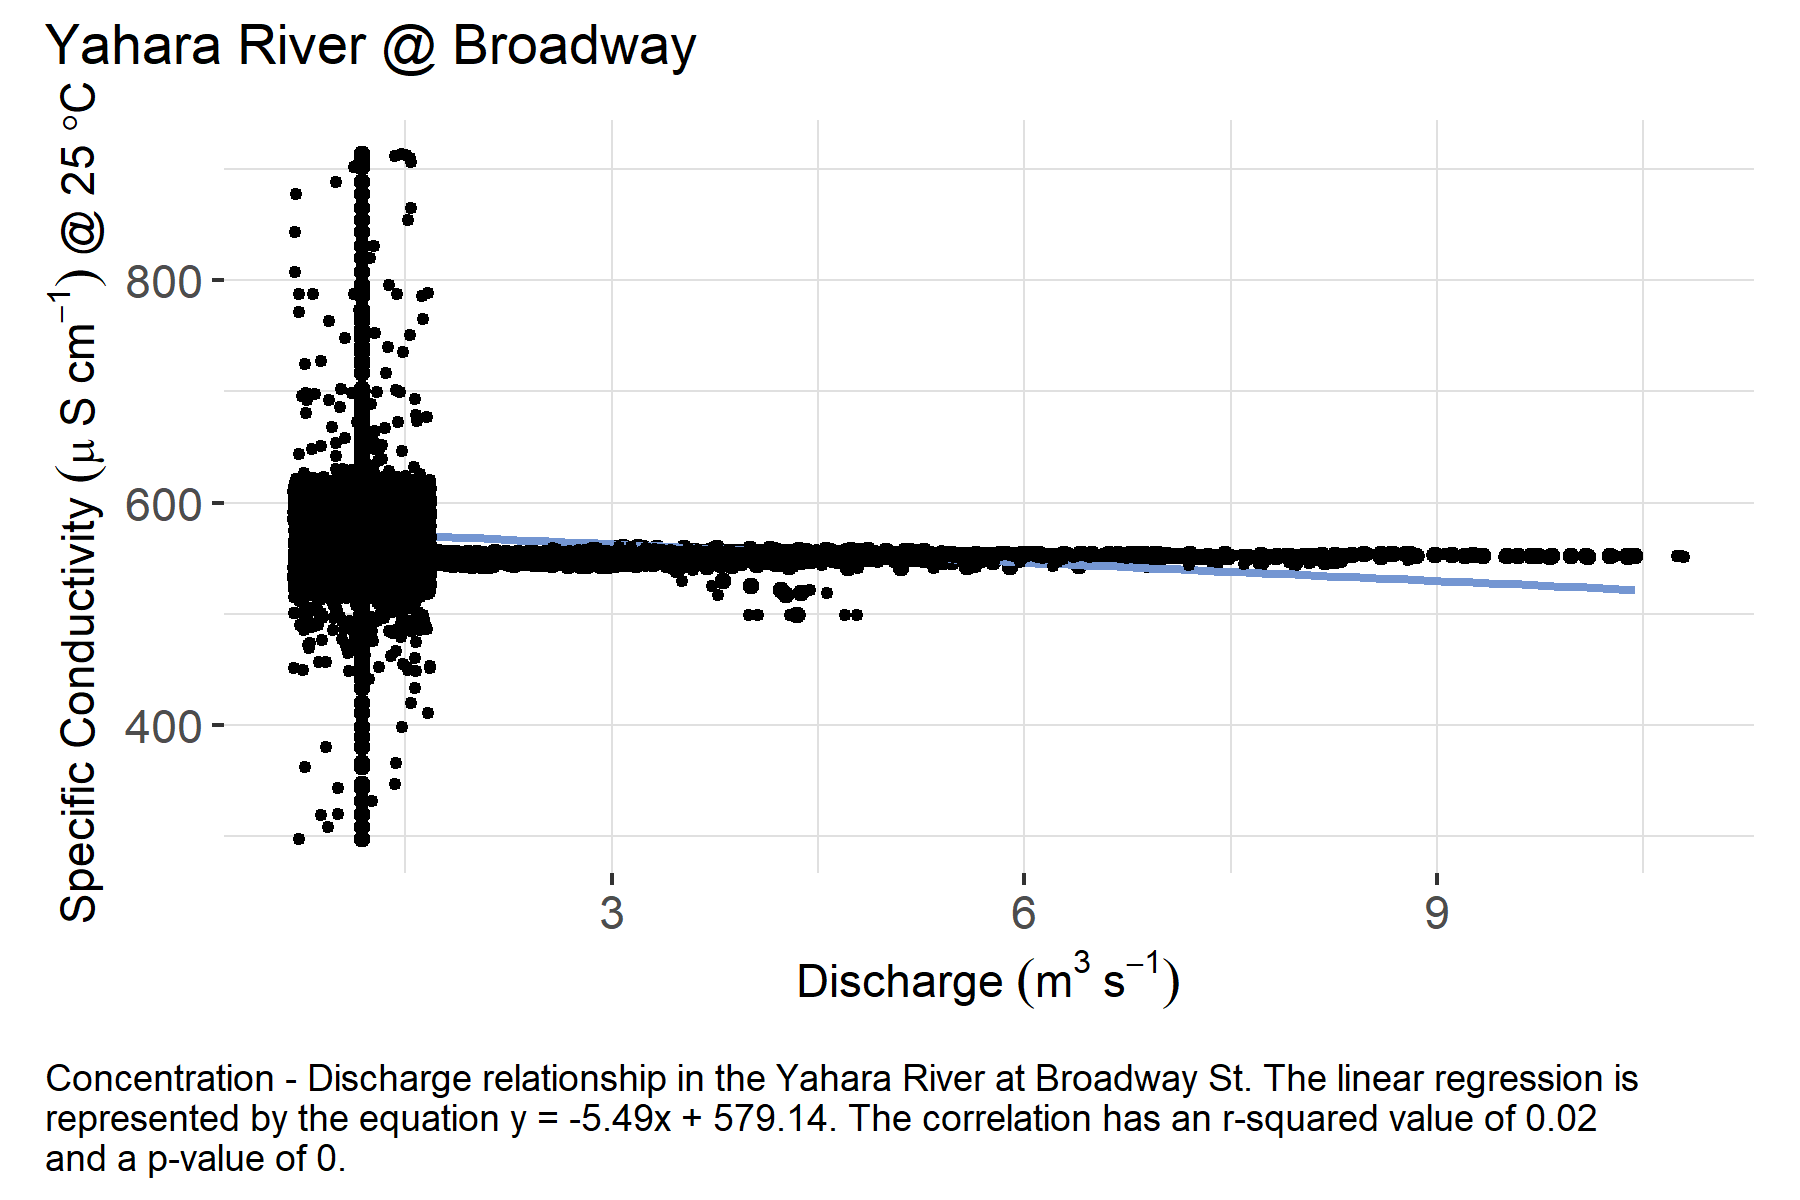 Yahara River @ Broadway
Specific Conductivity (μ S cm⁻¹) @ 25 °C
800
600
400
3
6
9
Discharge (m³ s⁻¹)
Concentration - Discharge relationship in the Yahara River at Broadway St. The linear regression is
represented by the equation y = -5.49x + 579.14. The correlation has an r-squared value of 0.02
and a p-value of 0.